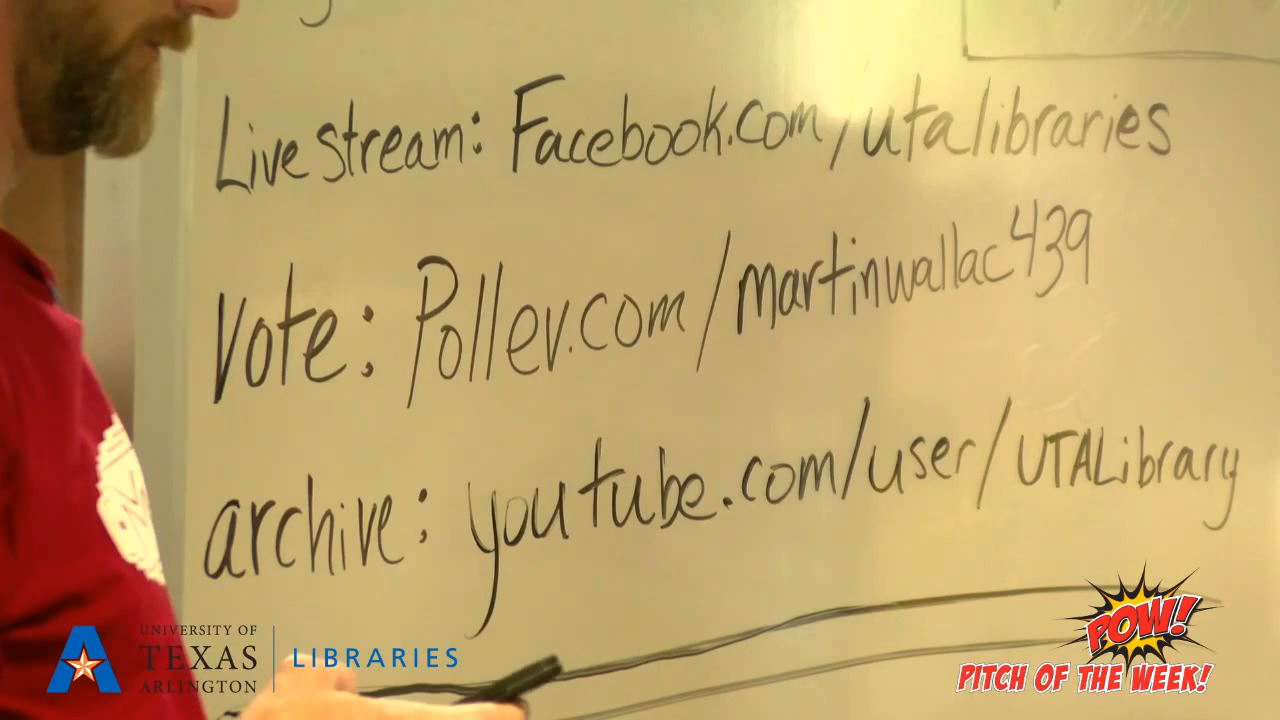 Live stream: Facebook.com/utalibraries
Vote: Pollev.com/martinwallac439
archive: youtube.com/user/UTALibrary
UNIVERSITY OF
TEXAS
ARLINGTON
LIBRARIES
POW!
PITCH OF THE WEEK!